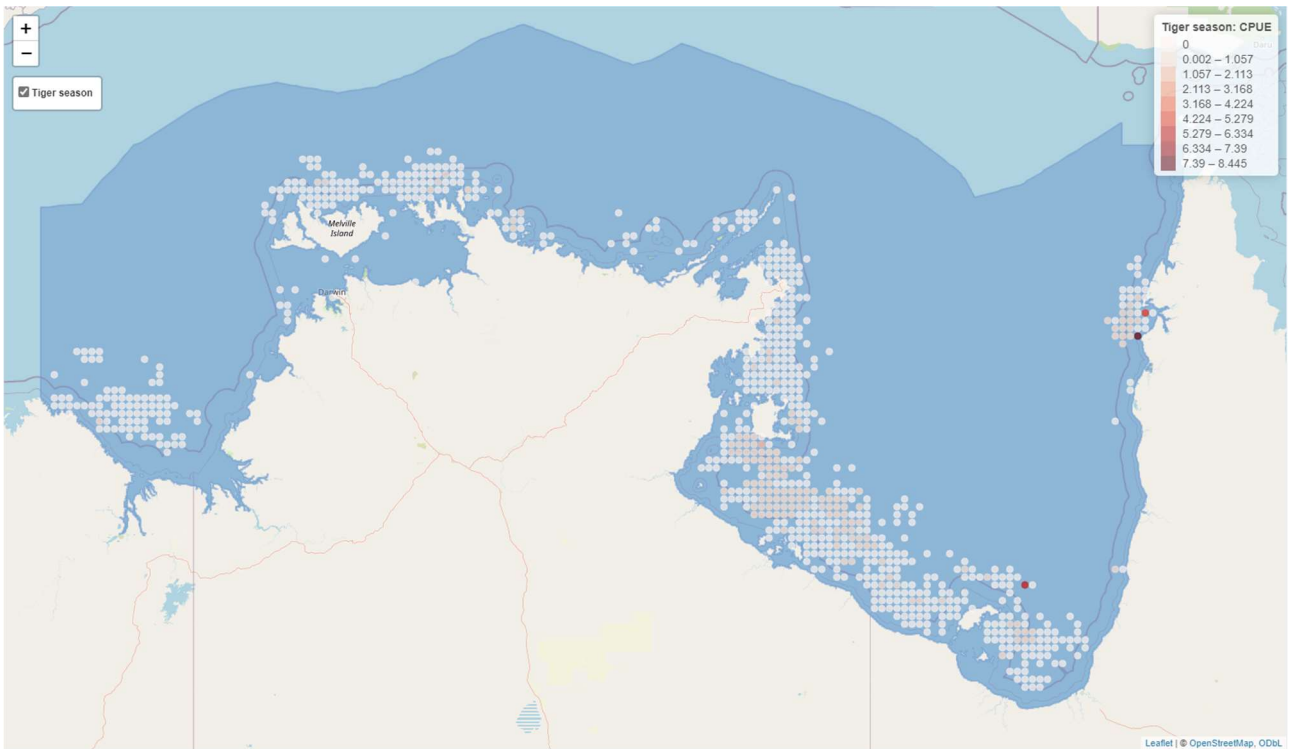 +
−
Tiger season
Tiger season: CPUE
0
0.002 – 1.057
1.057 – 2.113
2.113 – 3.168
3.168 – 4.224
4.224 – 5.279
5.279 – 6.334
6.334 – 7.39
7.39 – 8.445
Daru
Melville
Island
Darwin
Leaflet | © OpenStreetMap, ODbL